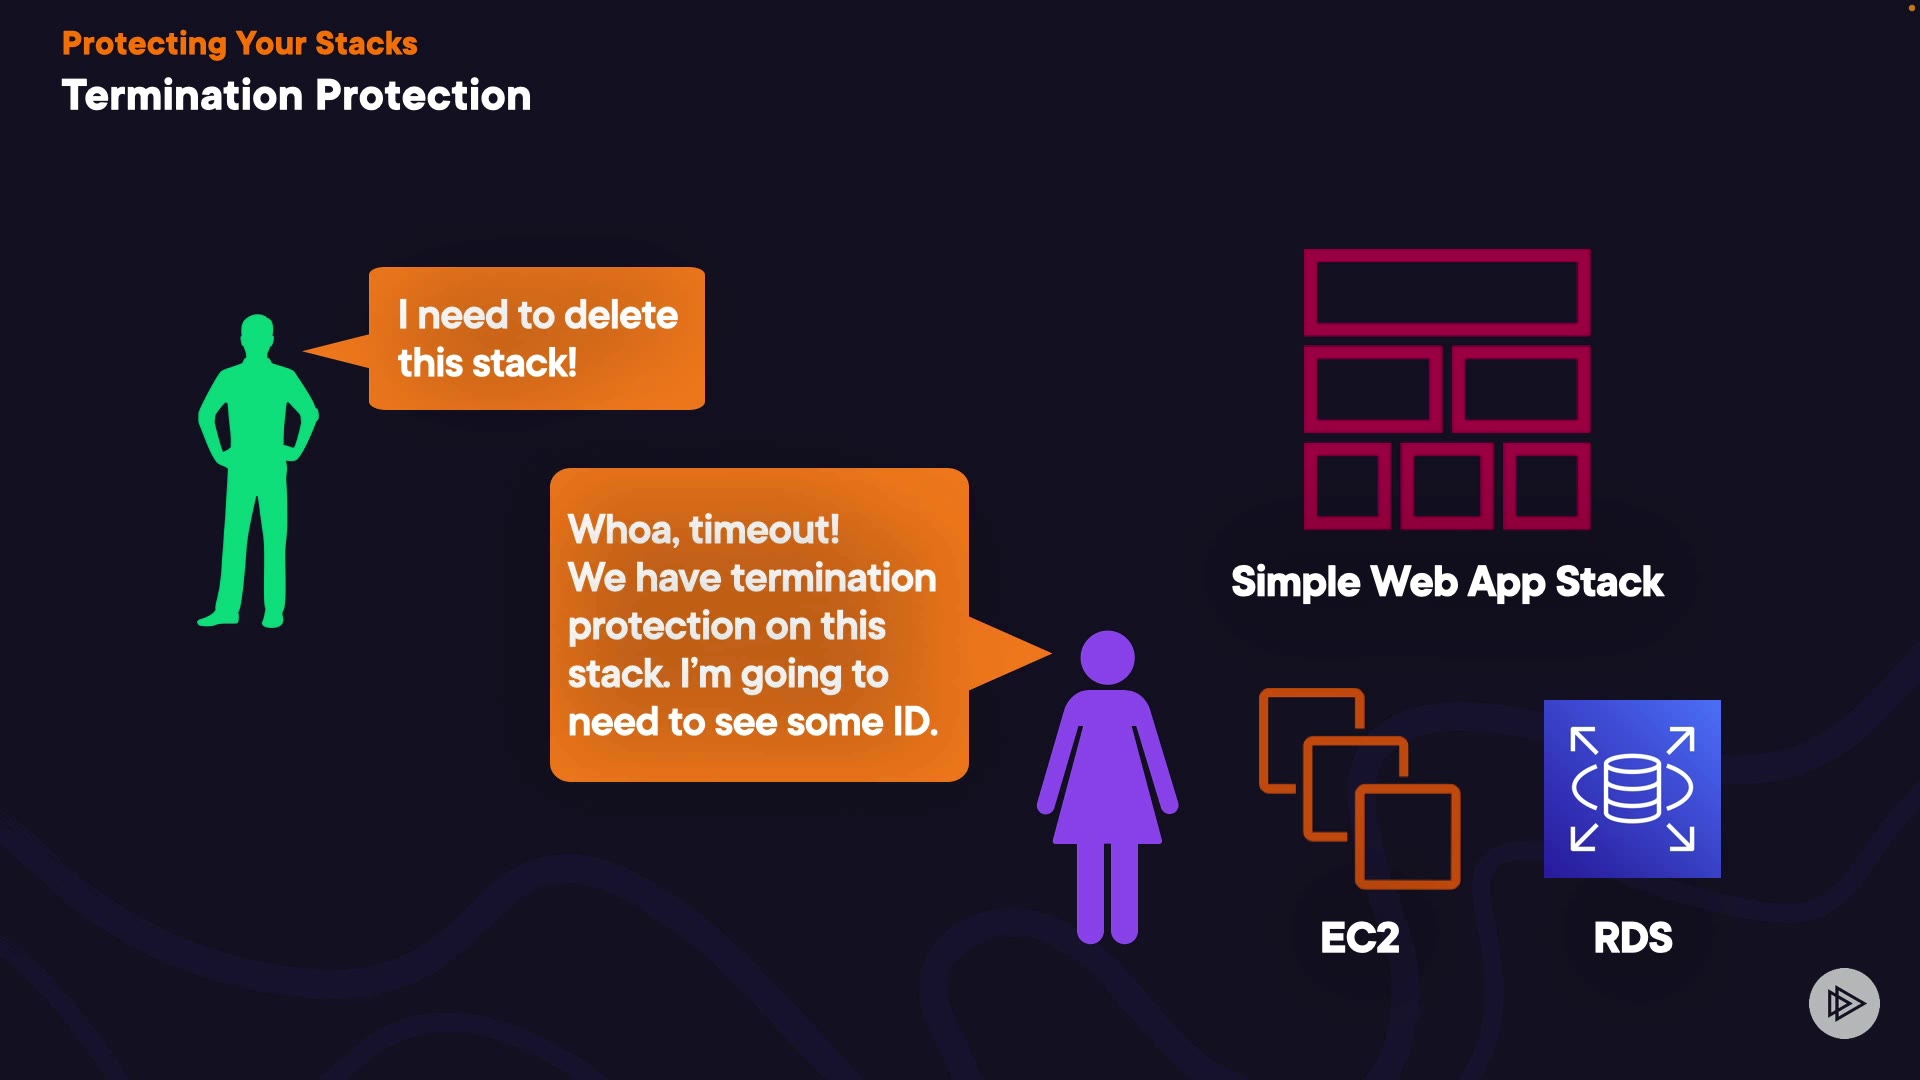 Protecting Your Stacks
Termination Protection
I need to delete
this stack!
Whoa, timeout!
We have termination
protection on this
stack. I’m going to
need to see some ID.
Simple Web App Stack
EC2
RDS